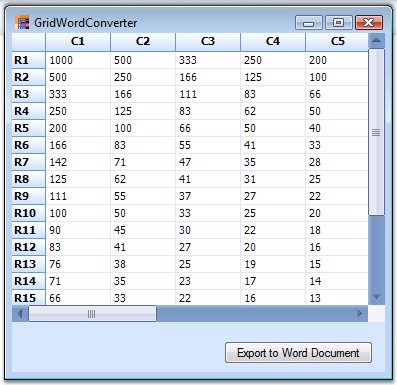 GridWordConverter
C1 C2 C3 C4 C5
R1 1000 500 333 250 200
R2 500 250 166 125 100
R3 333 166 111 83 66
R4 250 125 83 62 50
R5 200 100 66 50 40
R6 166 83 55 41 33
R7 142 71 47 35 28
R8 125 62 41 31 25
R9 111 55 37 27 22
R10 100 50 33 25 20
R11 90 45 30 22 18
R12 83 41 27 20 16
R13 76 38 25 19 15
R14 71 35 23 17 14
R15 66 33 22 16 13
Export to Word Document